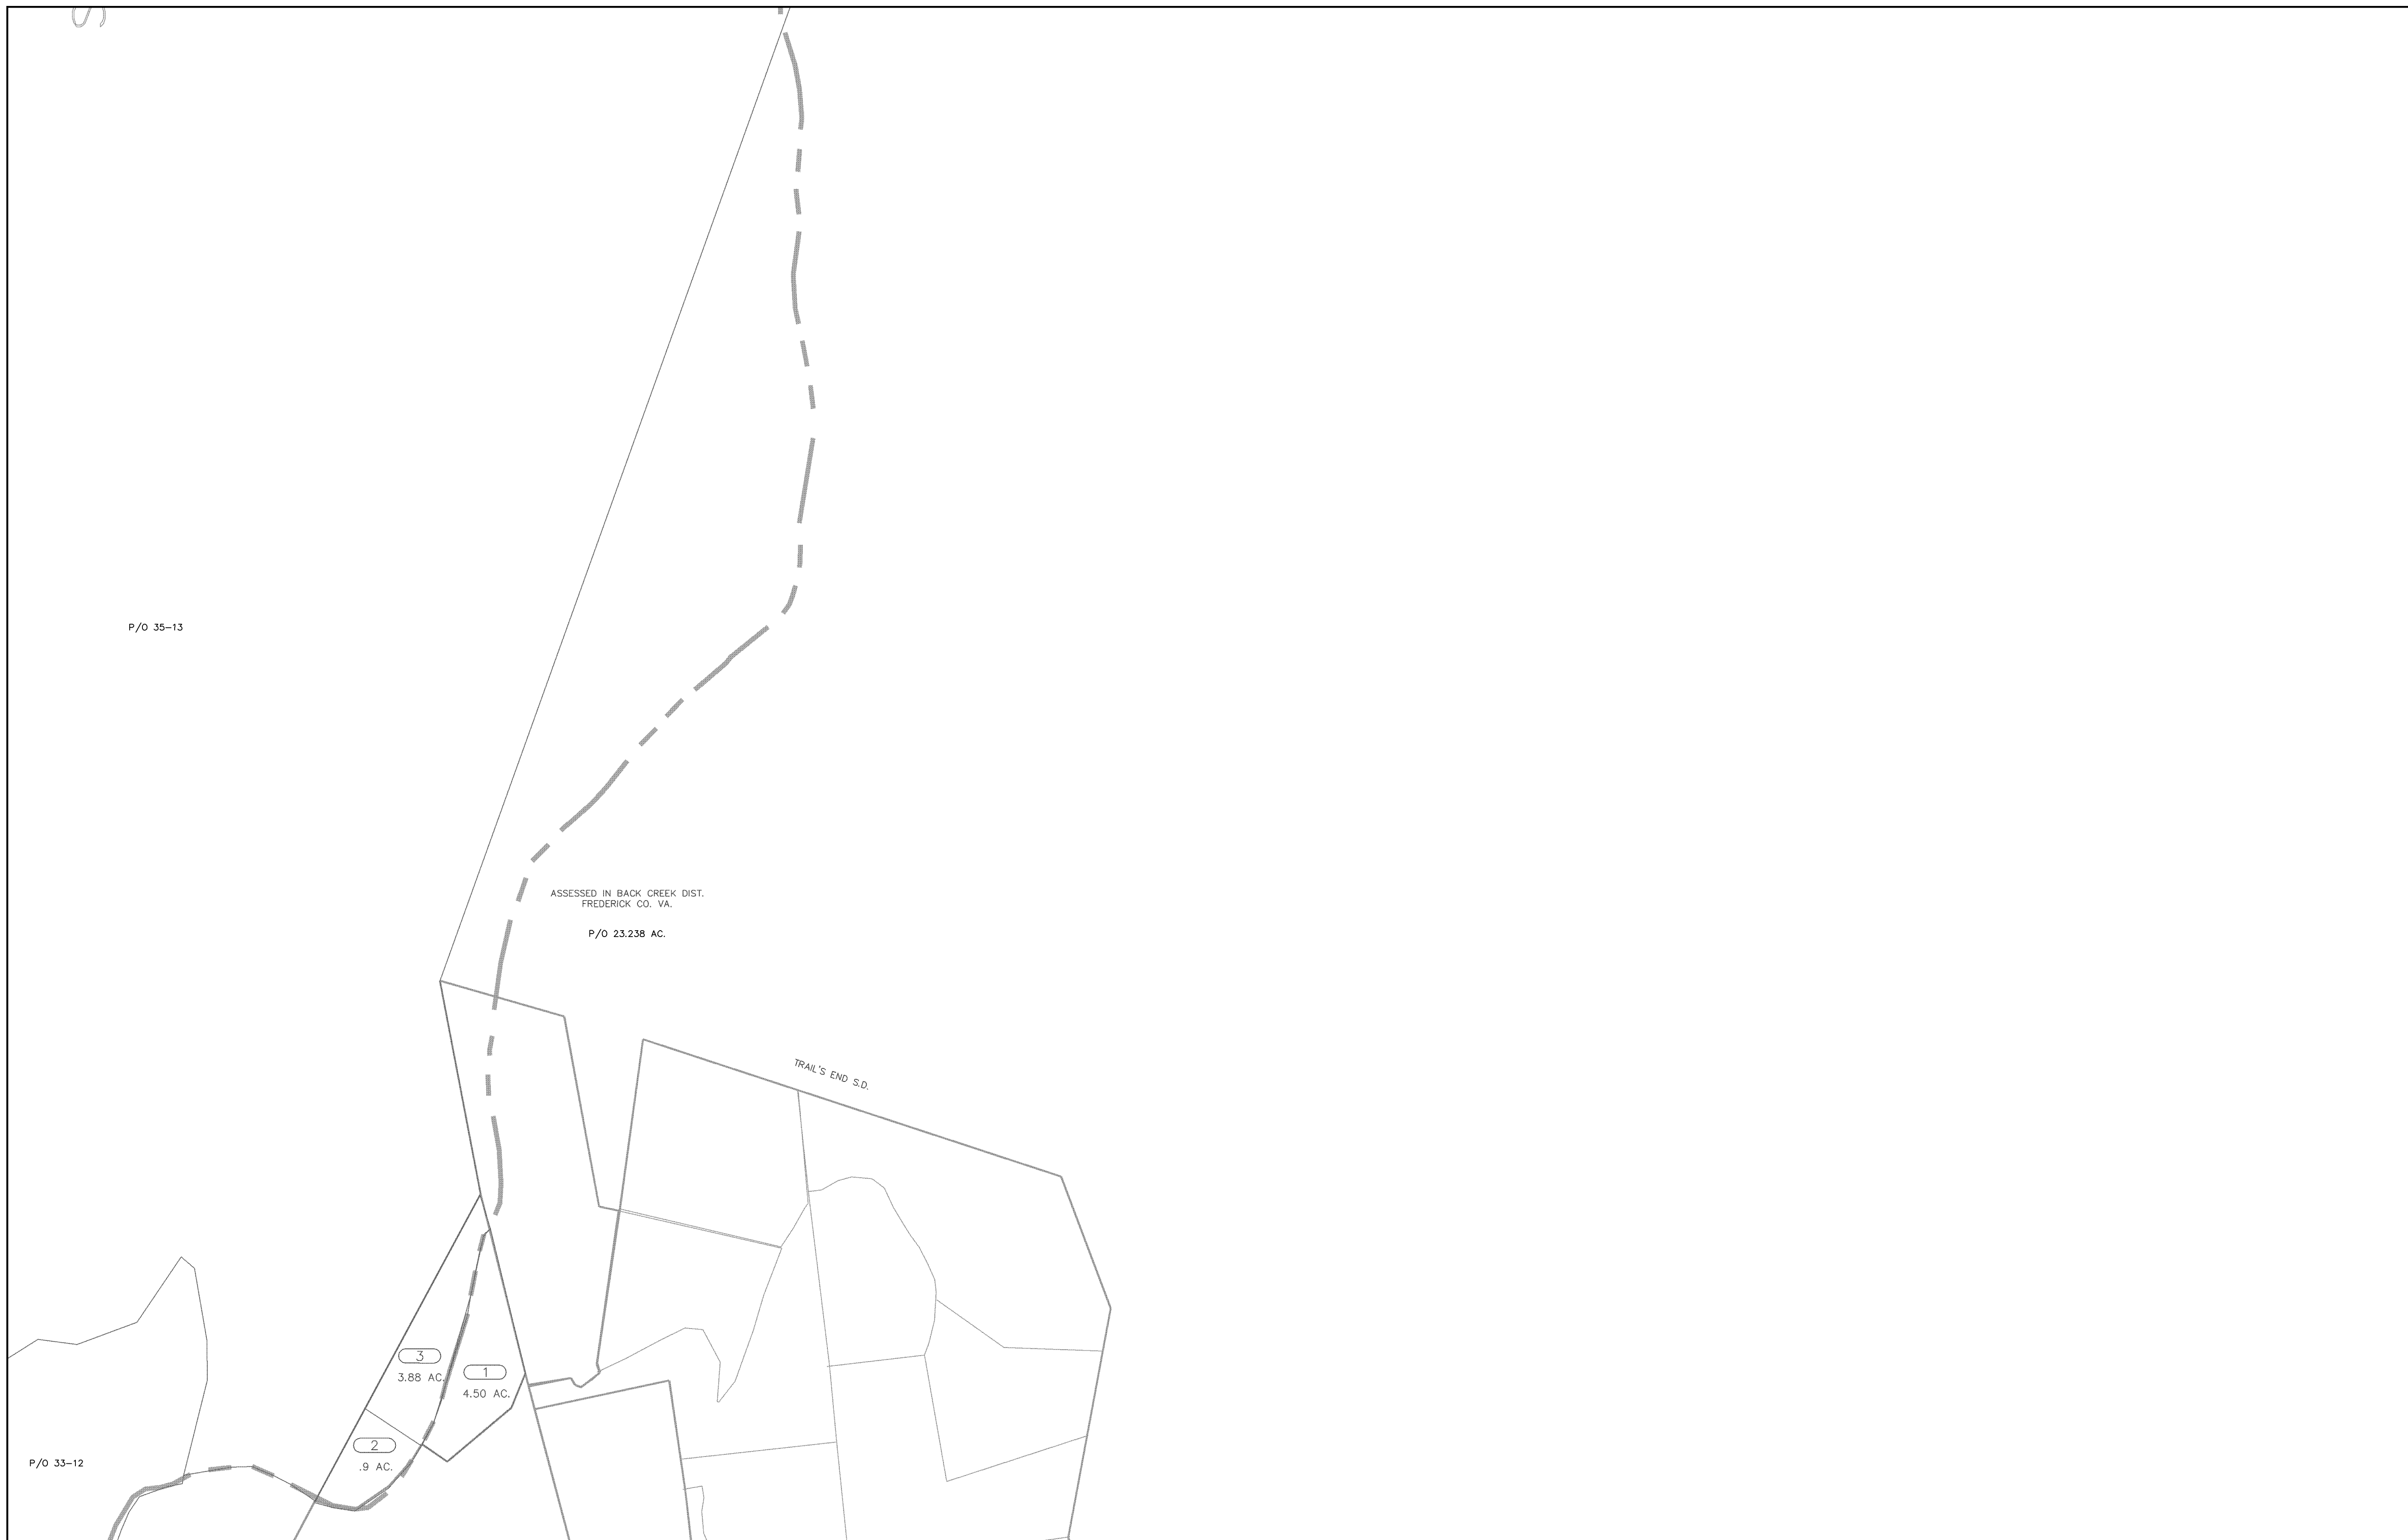 P/O 35-13
ASSESSED IN BACK CREEK DIST.
FREDERICK CO. VA.
P/O 23.238 AC.
TRAIL'S END S.D.
3
3.88 AC.
1
4.50 AC.
2
.9 AC.
P/O 33-12